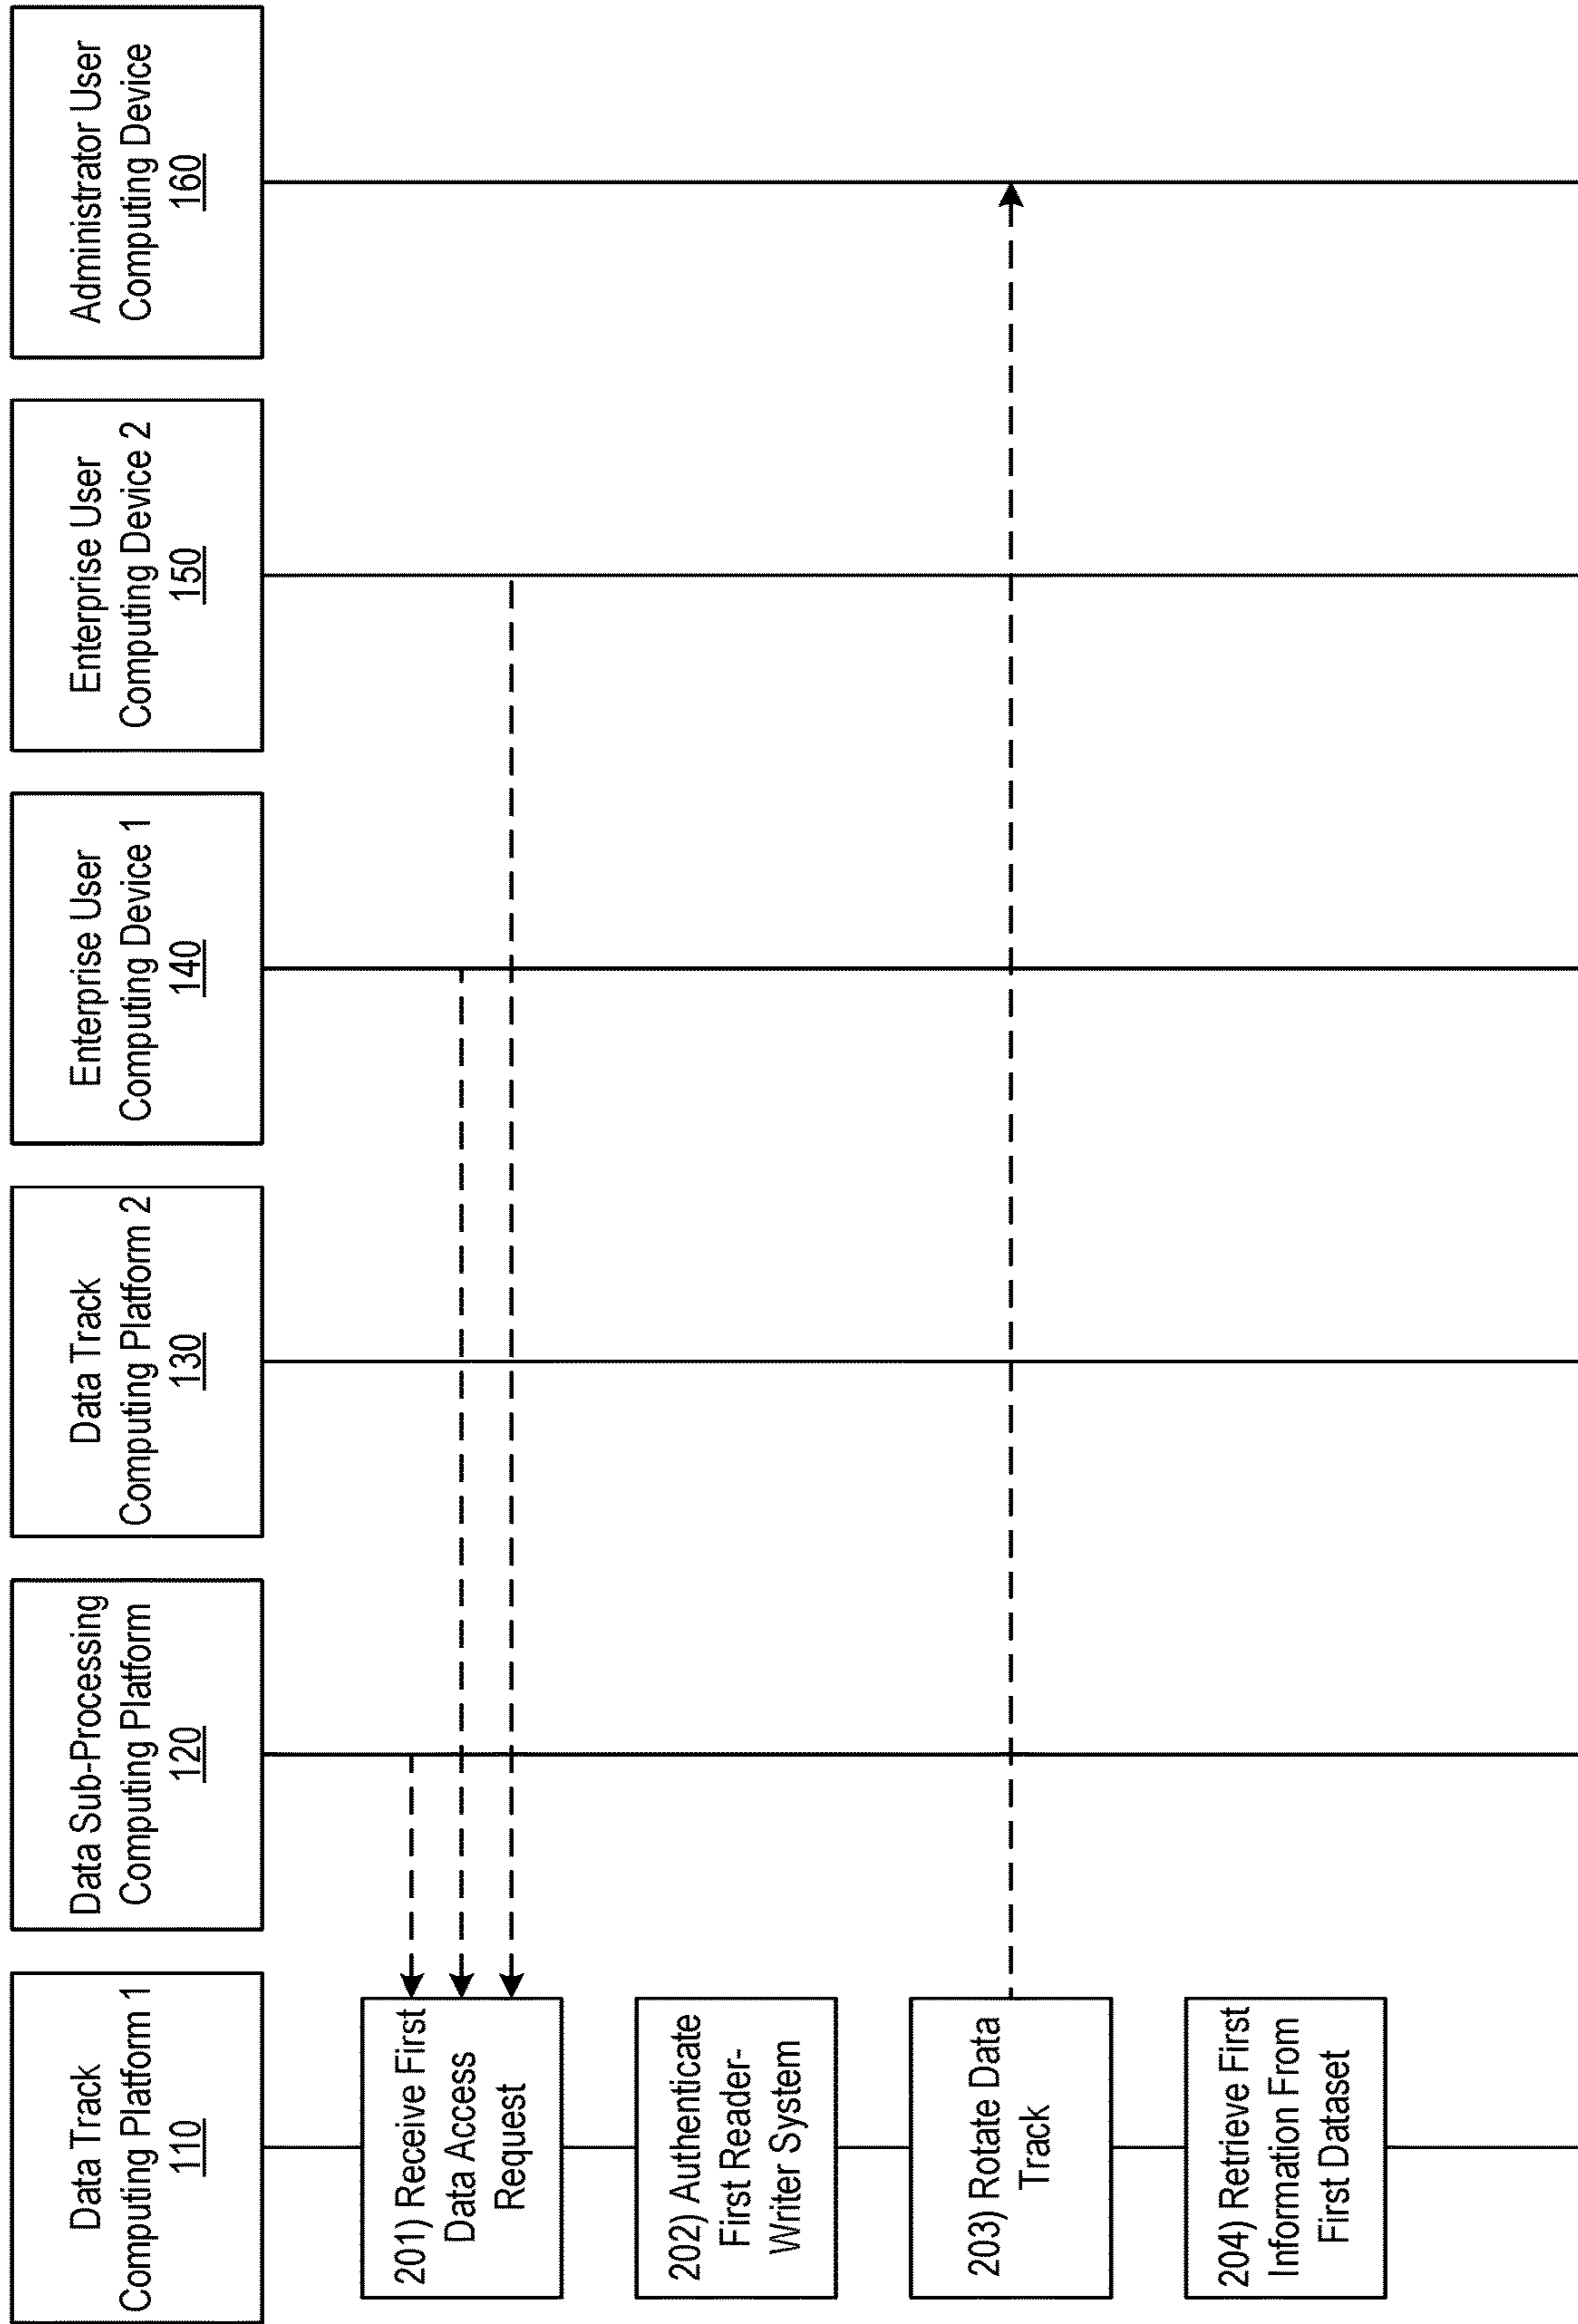 Data Track
Computing Platform 1
110
Data Sub-Processing
Computing Platform
120
Data Track
Computing Platform 2
130
Enterprise User
Computing Device 1
140
Enterprise User
Computing Device 2
150
Administrator User
Computing Device
160
201) Receive First
Data Access
Request
202) Authenticate
First Reader-
Writer System
203) Rotate Data
Track
204) Retrieve First
Information From
First Dataset